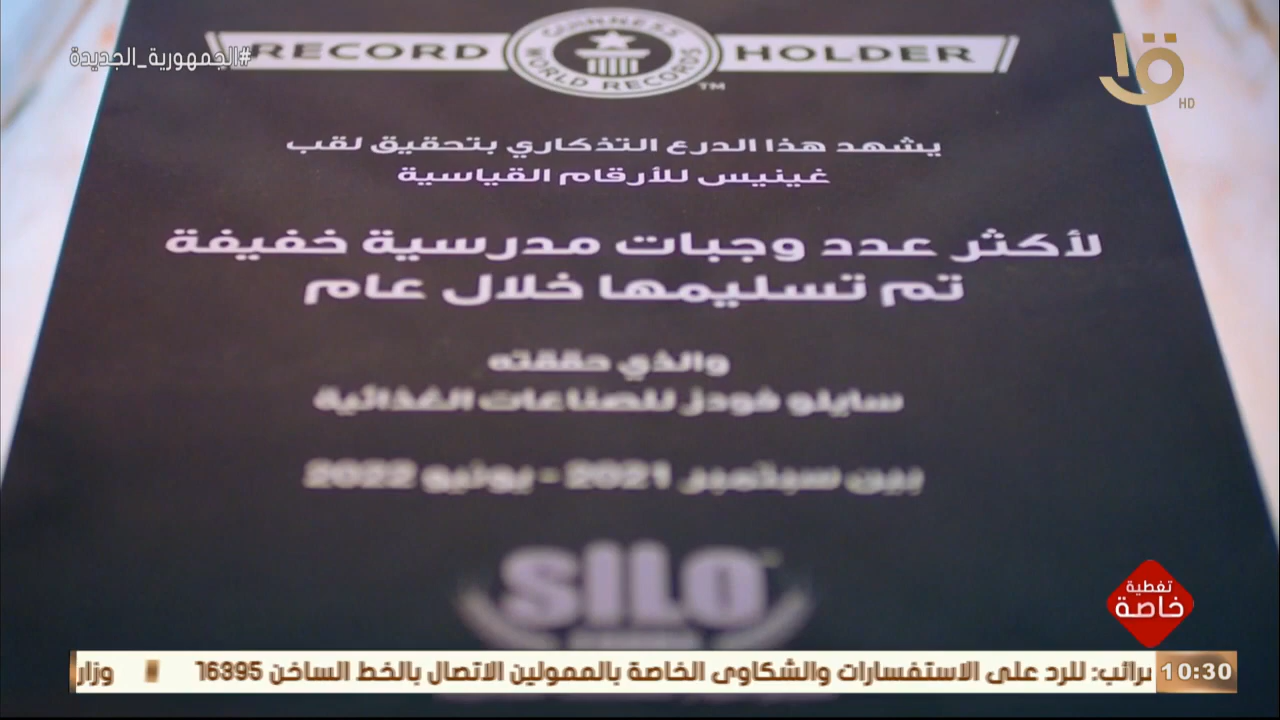 #الجمهورية_الجديدة
RECORD HOLDER
GUINNESS WORLD RECORDS
TM
HD
يشهد هذا الدرع التذكاري بتحقيق لقب
غينيس للأرقام القياسية
لأكثر عدد وجبات مدرسية خفيفة
تم تسليمها خلال عام
والذي حققته
سايلو فودز للصناعات الغذائية
بين سبتمبر 2021 - يونيو 2022
SILO
تغطية
خاصة
10:30
برائب: للرد على الاستفسارات والشكاوى الخاصة بالممولين الاتصال بالخط الساخن 16395 وزار